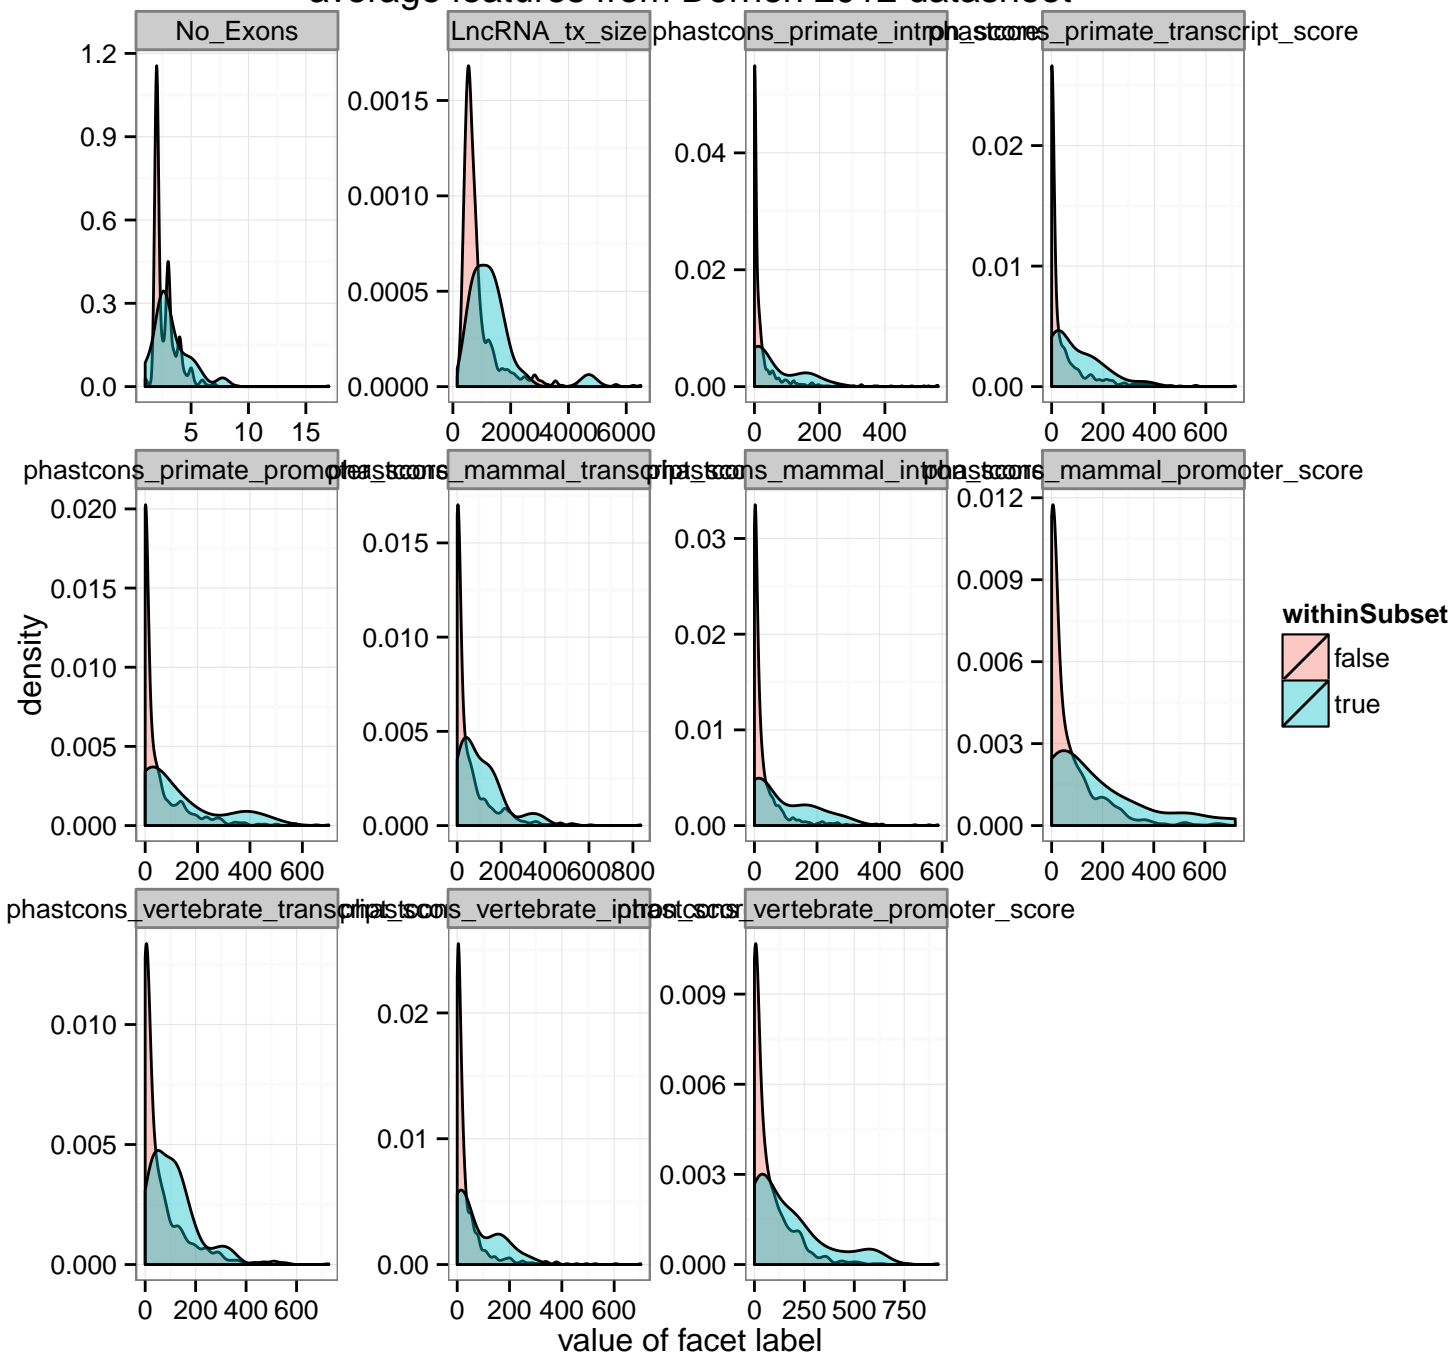 average features from Derrien 2012 datasheet
No_Exons
LncRNA_tx_size
phastcons_primate_intron_score
phastcons_primate_transcript_score
1.2
0.9
0.6
0.3
0.0
0.0015
0.0010
0.0005
0.0000
0.04
0.02
0.00
0.02
0.01
0.00
5 10 15
0 2000 4000 6000
0 200 400
0 200 400 600
phastcons_primate_promoter_score
phastcons_mammal_transcript_score
phastcons_mammal_intron_score
phastcons_mammal_promoter_score
0.020
0.015
0.010
0.005
0.000
0.015
0.010
0.005
0.000
0.03
0.02
0.01
0.00
0.012
0.009
0.006
0.003
0.000
0 200 400 600
0 200 400 600 800
0 200 400 600
0 200 400 600
density
withinSubset
false
true
phastcons_vertebrate_transcript_score
phastcons_vertebrate_intron_score
phastcons_vertebrate_promoter_score
0.010
0.005
0.000
0.02
0.01
0.00
0.009
0.006
0.003
0.000
0 200 400 600
0 200 400 600
0 250 500 750
value of facet label